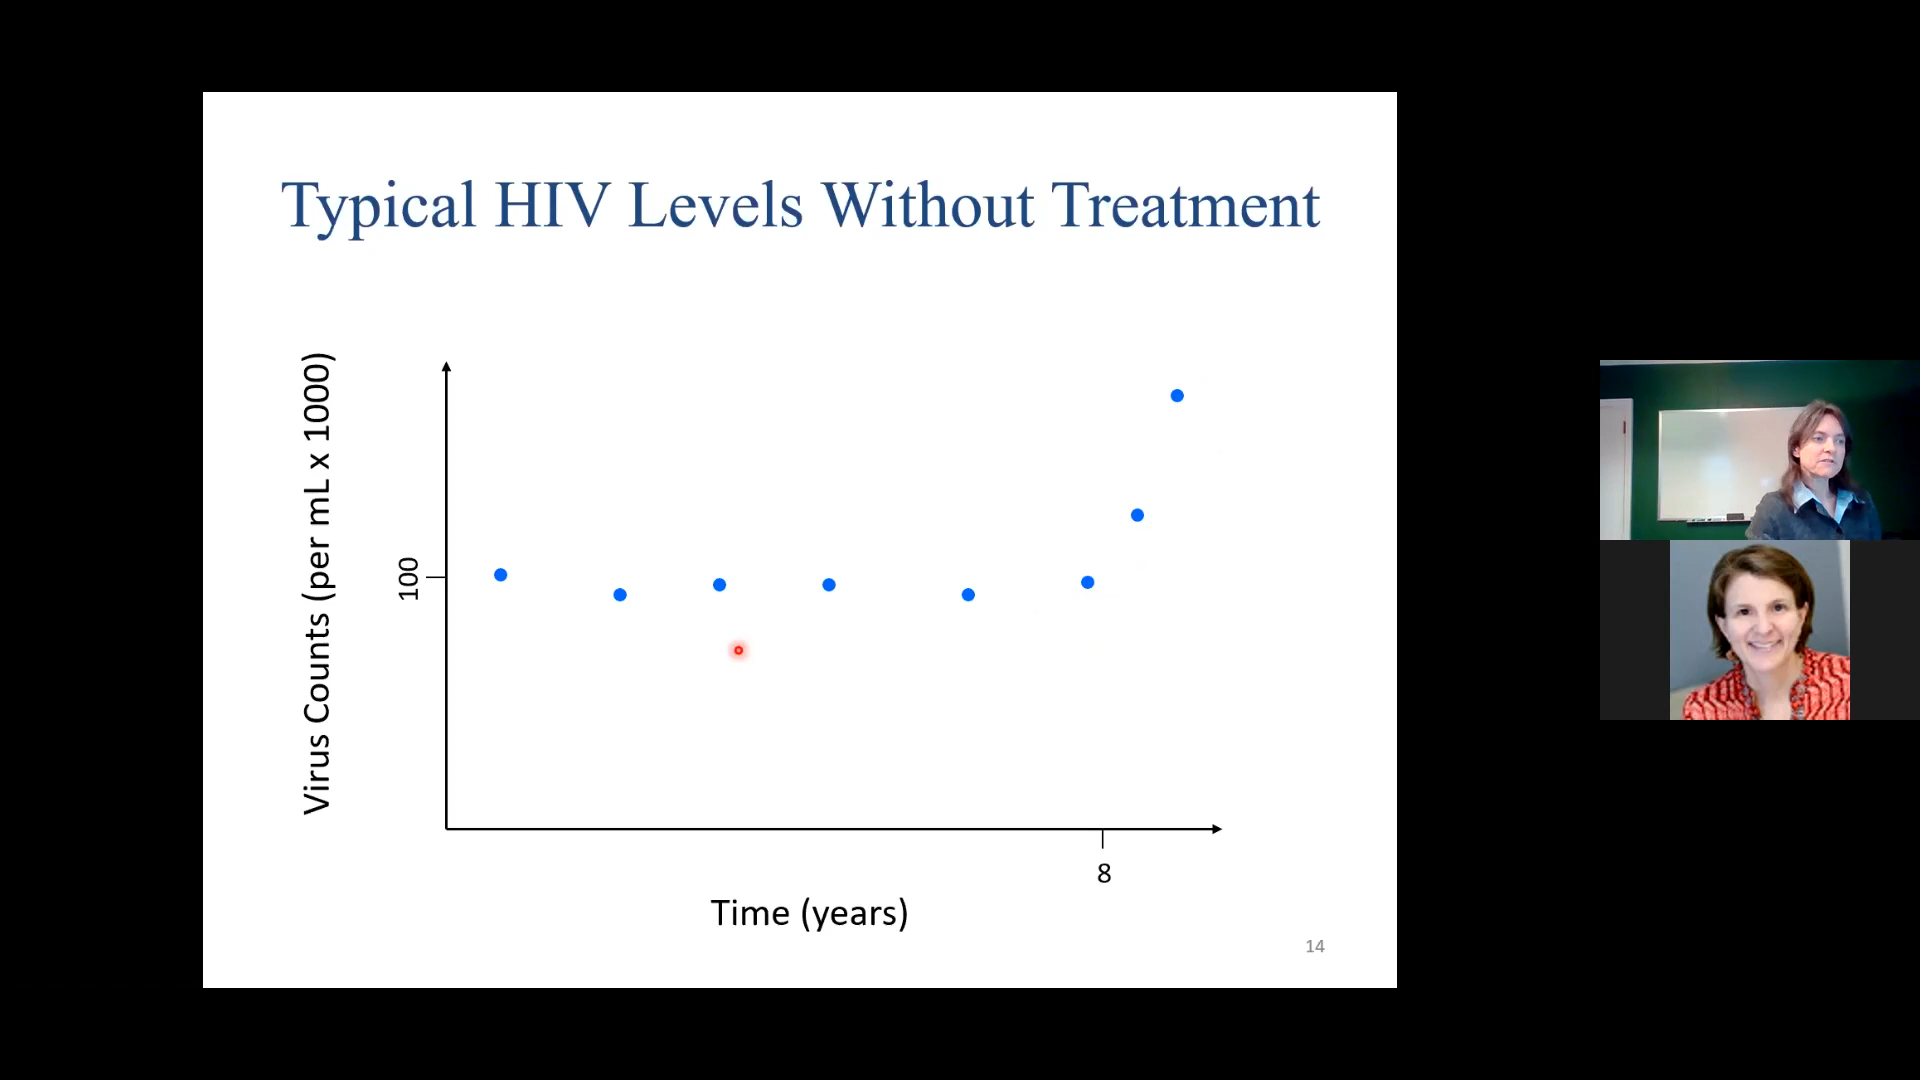 Typical HIV Levels Without Treatment
Virus Counts (per mL x 1000)
100
8
Time (years)
14